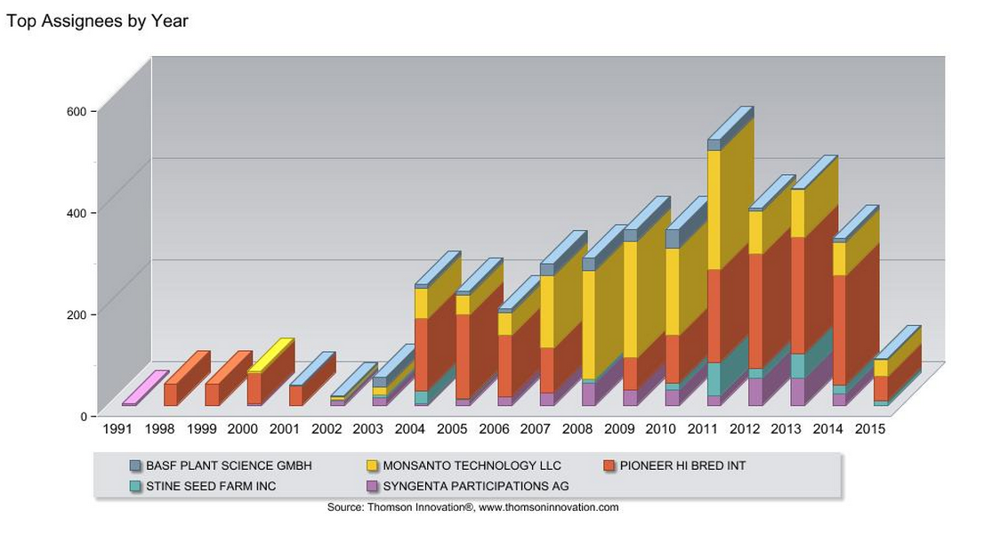 Top Assignees by Year
600
400
200
0
1991 1998 1999 2000 2001 2002 2003 2004 2005 2006 2007 2008 2009 2010 2011 2012 2013 2014 2015
BASF PLANT SCIENCE GMBH MONSANTO TECHNOLOGY LLC PIONEER HI BRED INT
STINE SEED FARM INC SYNGENTA PARTICIPATIONS AG
Source: Thomson Innovation®, www.thomsoninnovation.com